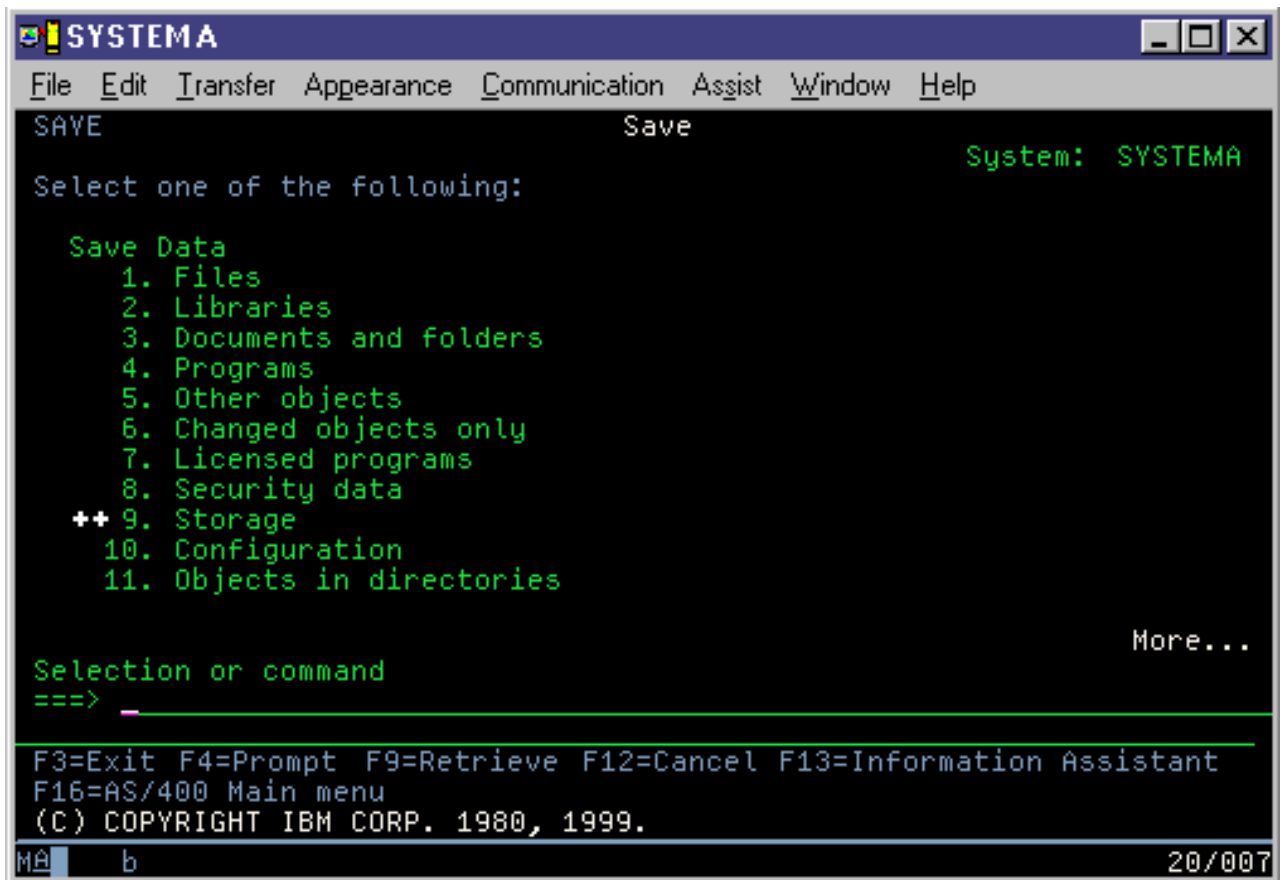 SYSTEMA
File Edit Transfer Appearance Communication Assist Window Help
SAVE Save
System: SYSTEMA
Select one of the following:
Save Data
1. Files
2. Libraries
3. Documents and folders
4. Programs
5. Other objects
6. Changed objects only
7. Licensed programs
8. Security data
++ 9. Storage
10. Configuration
11. Objects in directories
More...
Selection or command
===> _
F3=Exit F4=Prompt F9=Retrieve F12=Cancel F13=Information Assistant
F16=AS/400 Main menu
(C) COPYRIGHT IBM CORP. 1980, 1999.
MA b 20/007